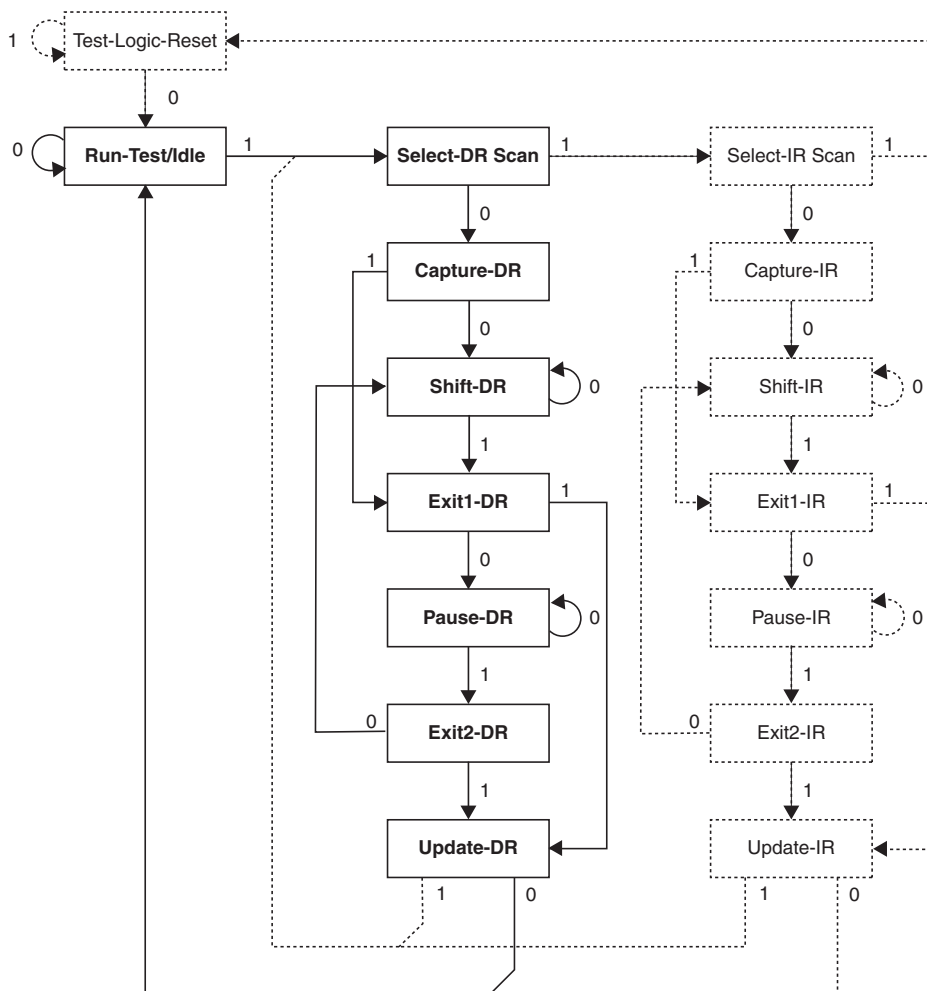 Test-Logic-Reset
1
0
0
Run-Test/Idle
1
Select-DR Scan
1
Select-IR Scan
1
0
0
1
Capture-DR
1
Capture-IR
0
0
Shift-DR
0
Shift-IR
0
1
1
Exit1-DR
1
Exit1-IR
1
0
0
Pause-DR
0
Pause-IR
0
1
1
0
Exit2-DR
0
Exit2-IR
1
1
Update-DR
Update-IR
1
0
1
0